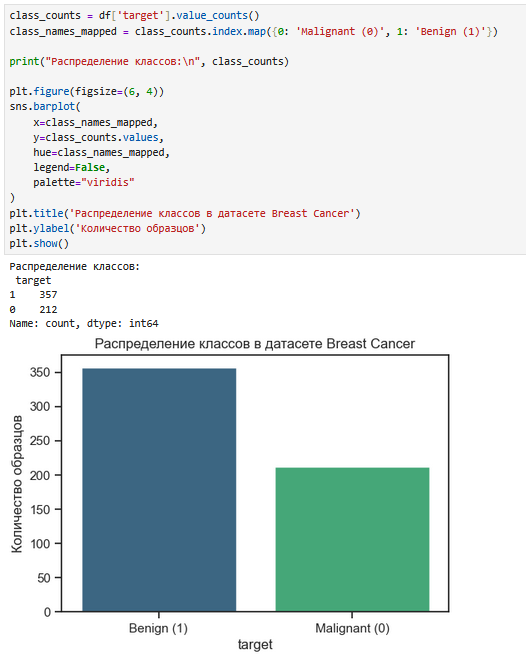 class_counts = df['target'].value_counts()
class_names_mapped = class_counts.index.map({0: 'Malignant (0)', 1: 'Benign (1)'})

print("Распределение классов:\n", class_counts)

plt.figure(figsize=(6, 4))
sns.barplot(
    x=class_names_mapped,
    y=class_counts.values,
    hue=class_names_mapped,
    legend=False,
    palette="viridis"
)
plt.title('Распределение классов в датасете Breast Cancer')
plt.ylabel('Количество образцов')
plt.show()
Распределение классов:
 target
1    357
0    212
Name: count, dtype: int64
Распределение классов в датасете Breast Cancer
Количество образцов
350
300
250
200
150
100
50
0
Benign (1) Malignant (0)
target